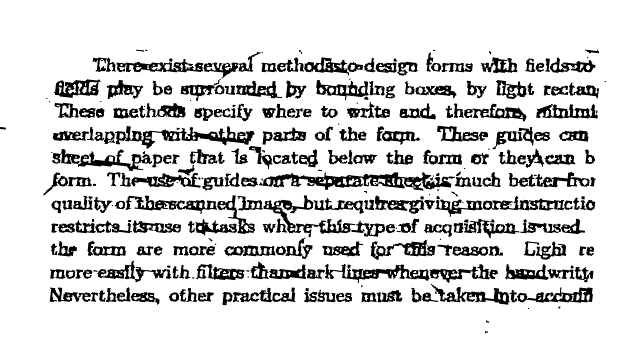 There exist several methods to design forms with fields to
fields may be surrounded by bounding boxes, by light rectan
These methods specify where to write and, therefore, minimi
overlapping with other parts of the form. These guides can
sheet of paper that is located below the form or they can b
form. The use of guides on a separate sheet is much better fror
quality of the scanned image, but requires giving more instructio
restricts its use to tasks where this type of acquisition is used.
the form are more commonly used for this reason. Light re
more easily with filters than dark lines whenever the handwritt
Nevertheless, other practical issues must be taken into accoun